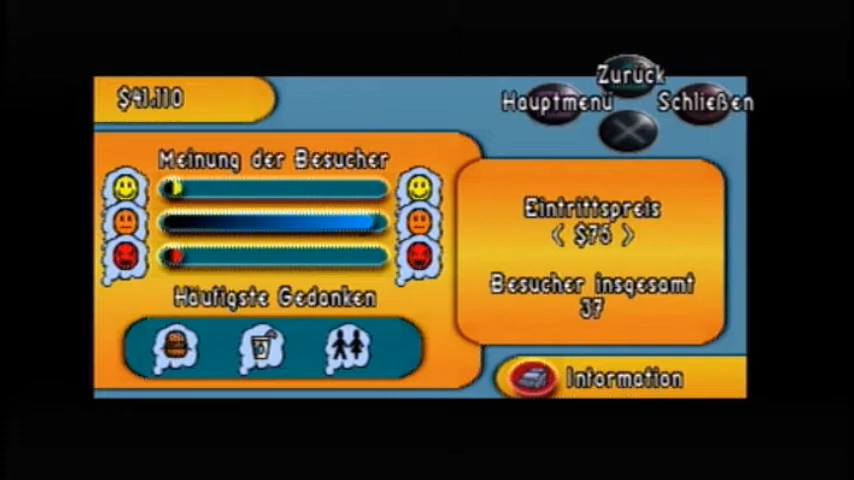 $41.110
Zurück
Hauptmenü
Schließen
Meinung der Besucher
Eintrittspreis
< $75 >
Besucher insgesamt
37
Häufigste Gedanken
Information